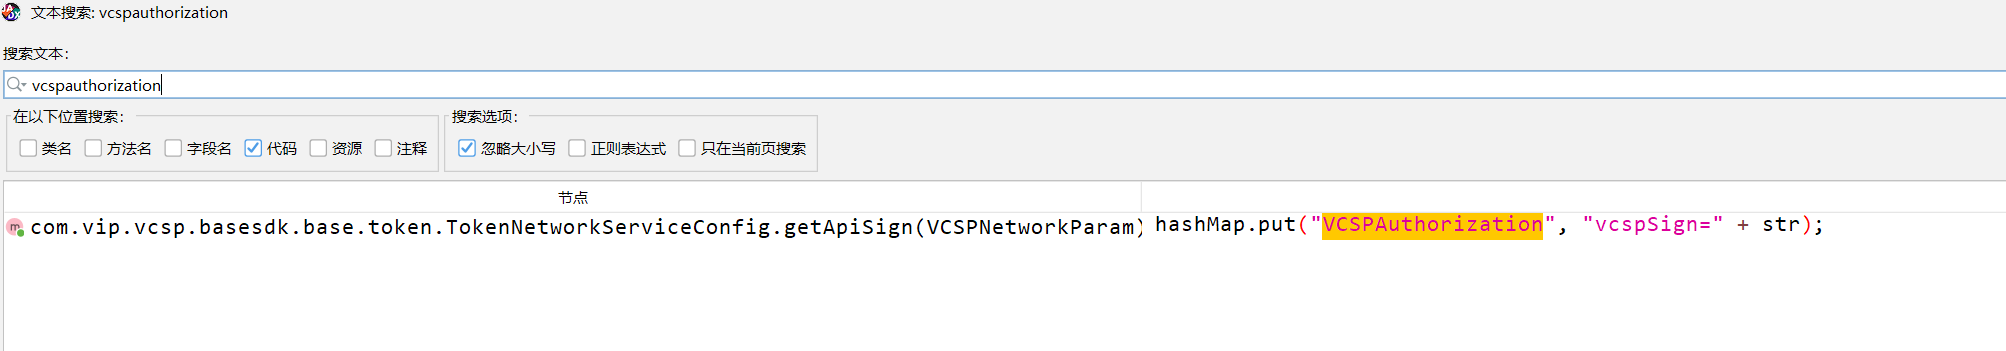 文本搜索: vcspauthorization
搜索文本:
vcspauthorization
在以下位置搜索: 搜索选项:
类名 方法名 字段名 代码 资源 注释 忽略大小写 正则表达式 只在当前页搜索
节点
com.vip.vcsp.basesdk.base.token.TokenNetworkServiceConfig.getApiSign(VCSPNetworkParam) hashMap.put("VCSPAuthorization", "vcspSign=" + str);